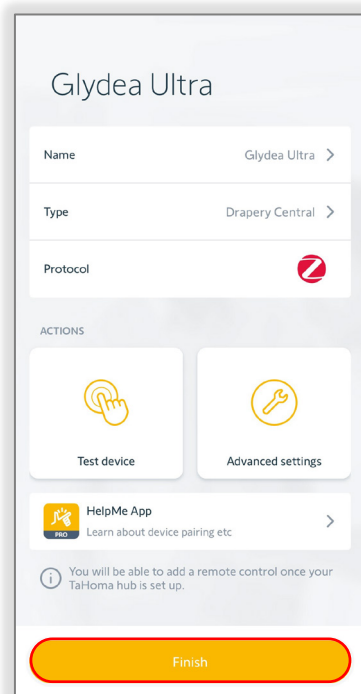 Glydea Ultra
Name Glydea Ultra
Type Drapery Central
Protocol
ACTIONS
Test device Advanced settings
HelpMe App
PRO Learn about device pairing etc
You will be able to add a remote control once your
TaHoma hub is set up.
Finish